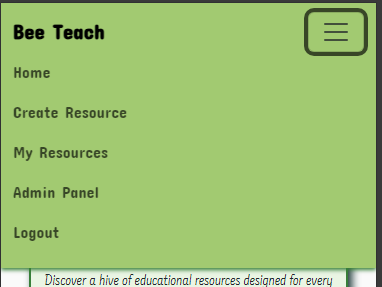 Bee Teach
Home
Create Resource
My Resources
Admin Panel
Logout
Discover a hive of educational resources designed for every